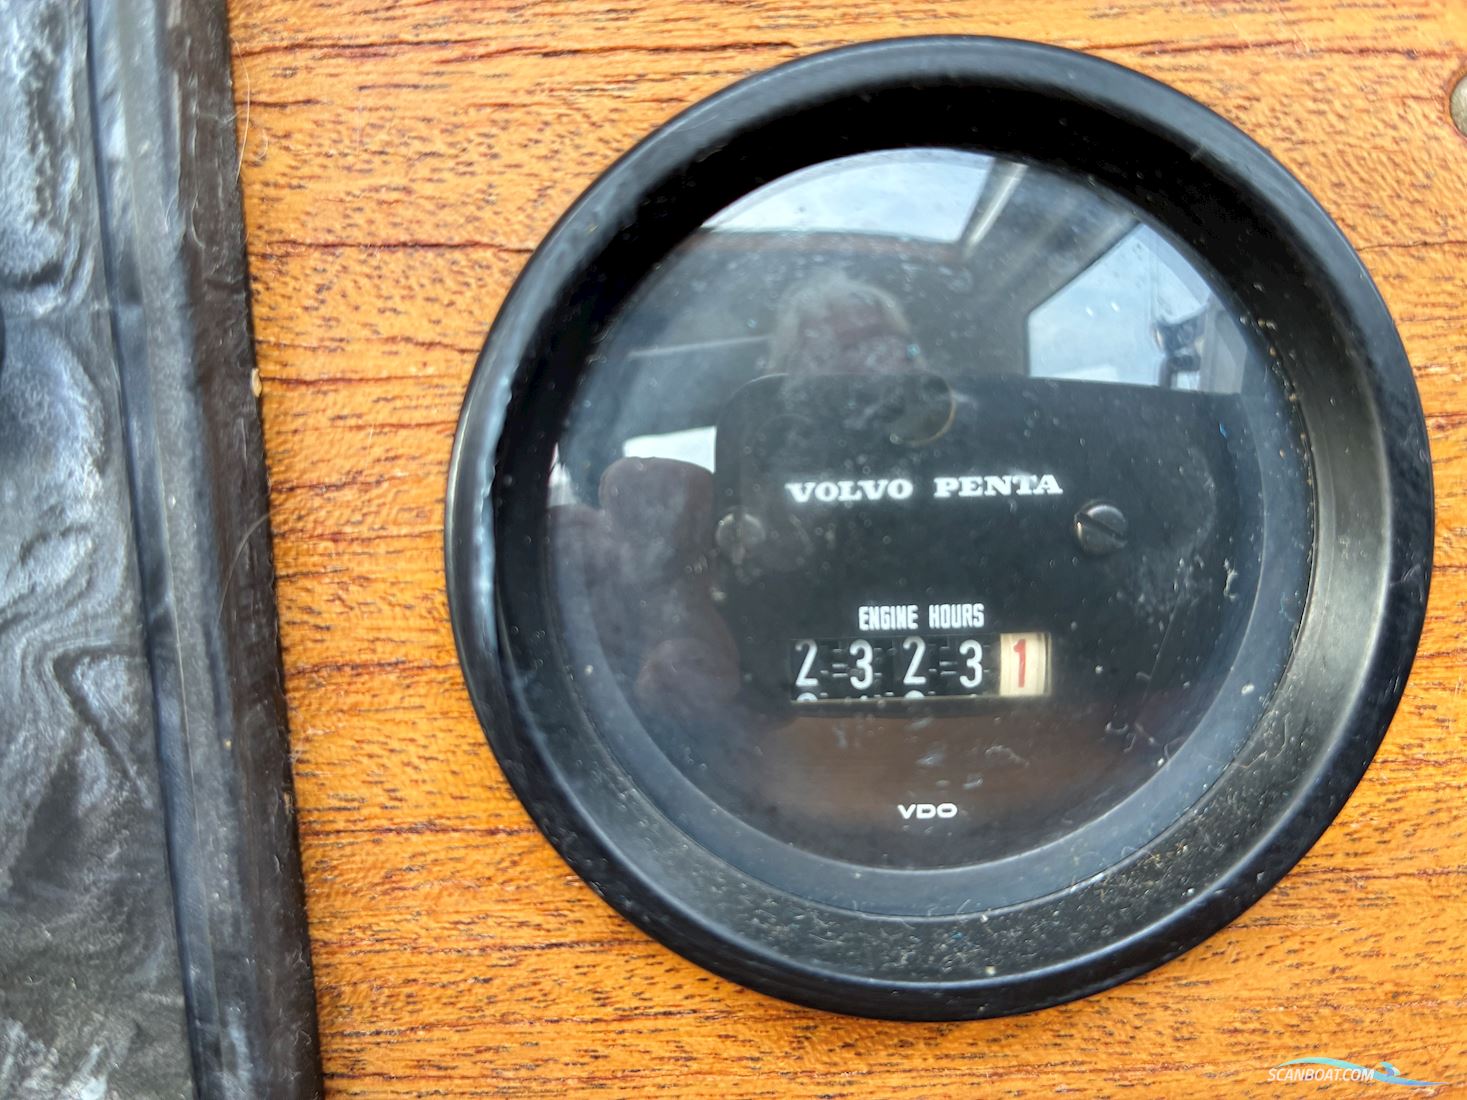 VOLVO PENTA
ENGINE HOURS
2 3 2 3 1
VDO
SCANBOAT.COM